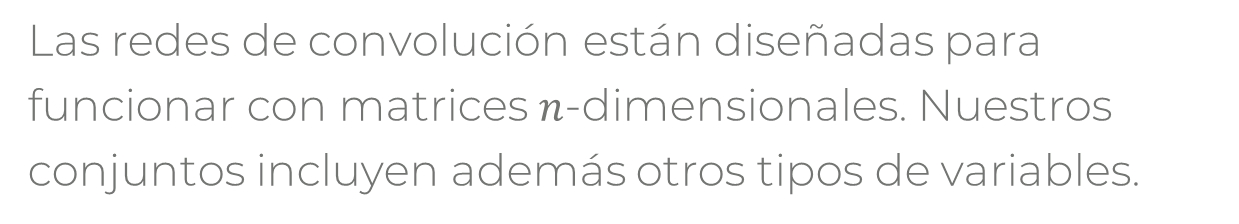 Las redes de convolución están diseñadas para
funcionar con matrices n-dimensionales. Nuestros
conjuntos incluyen además otros tipos de variables.